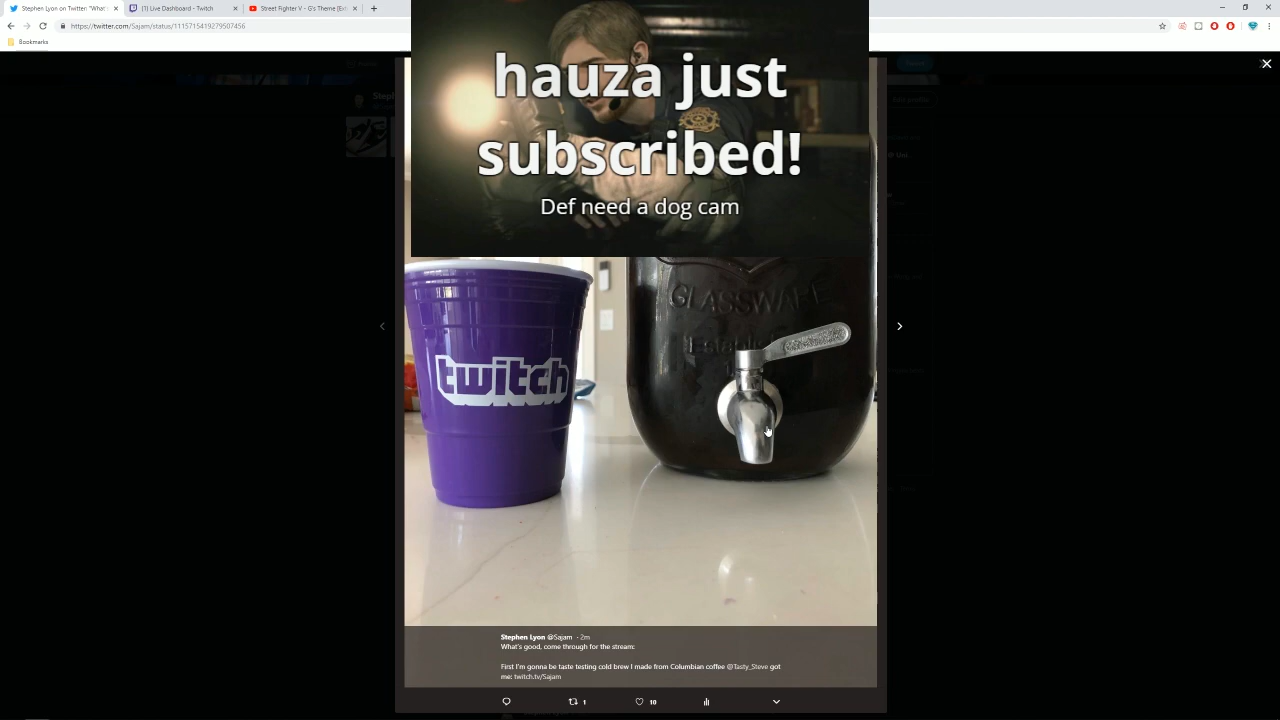 Stephen Lyon on Twitter: "What i
(1) Live Dashboard - Twitch
Street Fighter V - G's Theme (Ext
https://twitter.com/Sajam/status/1115715419279507456
Bookmarks
hauza just
subscribed!
Def need a dog cam
Edit profile
GLASSWARE
twitch
Stephen Lyon @Sajam · 2m
What's good, come through for the stream:
First I'm gonna be taste testing cold brew I made from Columbian coffee @Tasty_Steve got
me: twitch.tv/Sajam
1
10